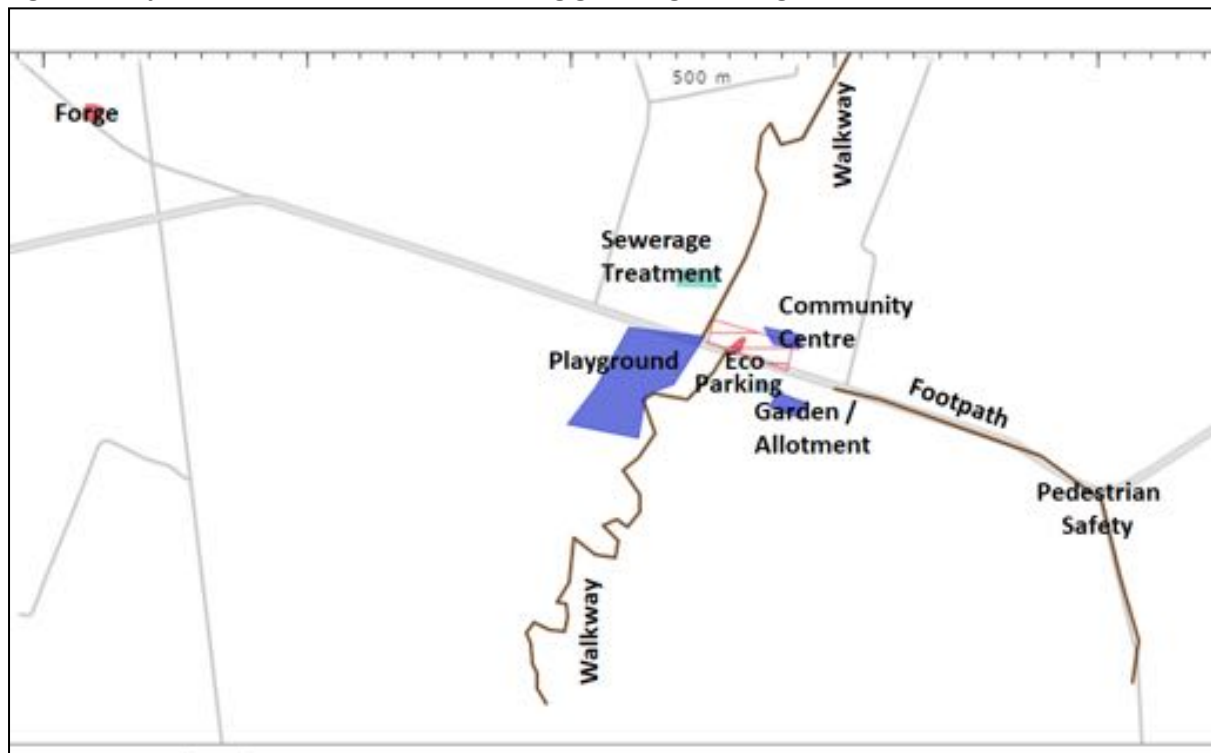 500 m
Walkway
Forge
Sewerage
Treatment
Community
Centre
Playground
Eco
Parking
Footpath
Garden /
Allotment
Pedestrian
Safety
Walkway